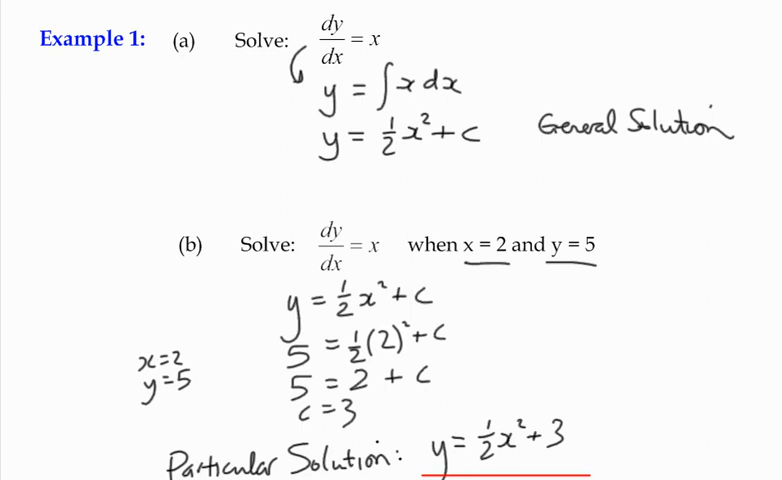 Example 1: (a) Solve: dy/dx = x
y = ∫x dx
y = ½x² + c General Solution
(b) Solve: dy/dx = x when x = 2 and y = 5
y = ½x² + c
5 = ½(2)² + c
x=2
5 = 2 + c
y=5
c = 3
Particular Solution: y = ½x² + 3